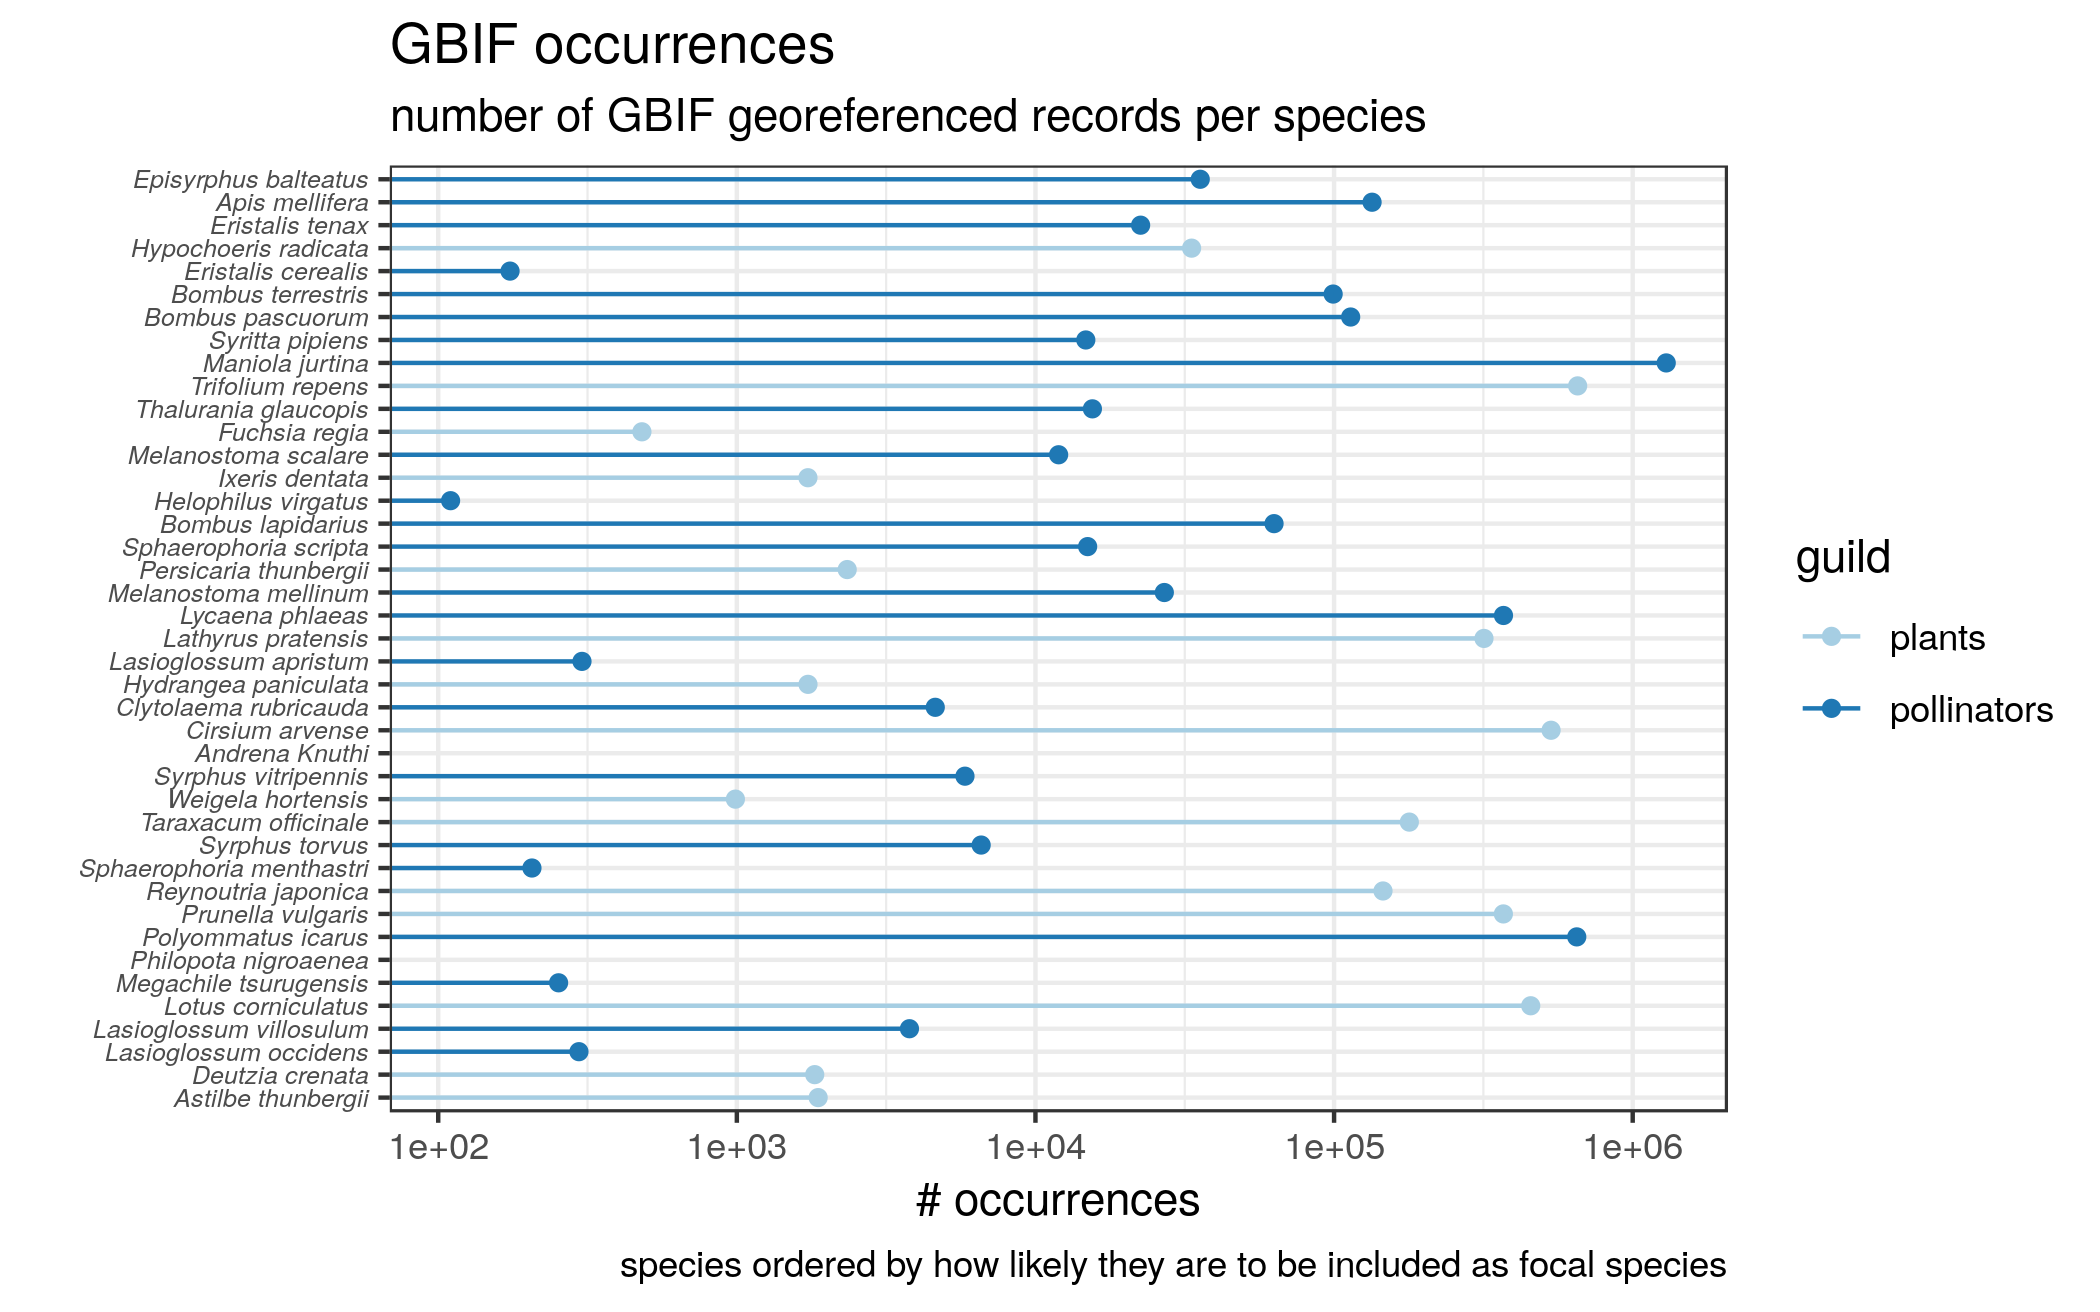 GBIF occurrences
number of GBIF georeferenced records per species
Episyrphus balteatus
Apis mellifera
Eristalis tenax
Hypochoeris radicata
Eristalis cerealis
Bombus terrestris
Bombus pascuorum
Syritta pipiens
Maniola jurtina
Trifolium repens
Thalurania glaucopis
Fuchsia regia
Melanostoma scalare
Ixeris dentata
Helophilus virgatus
Bombus lapidarius
Sphaerophoria scripta
Persicaria thunbergii
Melanostoma mellinum
Lycaena phlaeas
Lathyrus pratensis
Lasioglossum apristum
Hydrangea paniculata
Clytolaema rubricauda
Cirsium arvense
Andrena Knuthi
Syrphus vitripennis
Weigela hortensis
Taraxacum officinale
Syrphus torvus
Sphaerophoria menthastri
Reynoutria japonica
Prunella vulgaris
Polyommatus icarus
Philopota nigroaenea
Megachile tsurugensis
Lotus corniculatus
Lasioglossum villosulum
Lasioglossum occidens
Deutzia crenata
Astilbe thunbergii
1e+02 1e+03 1e+04 1e+05 1e+06
# occurrences
species ordered by how likely they are to be included as focal species
guild
plants
pollinators